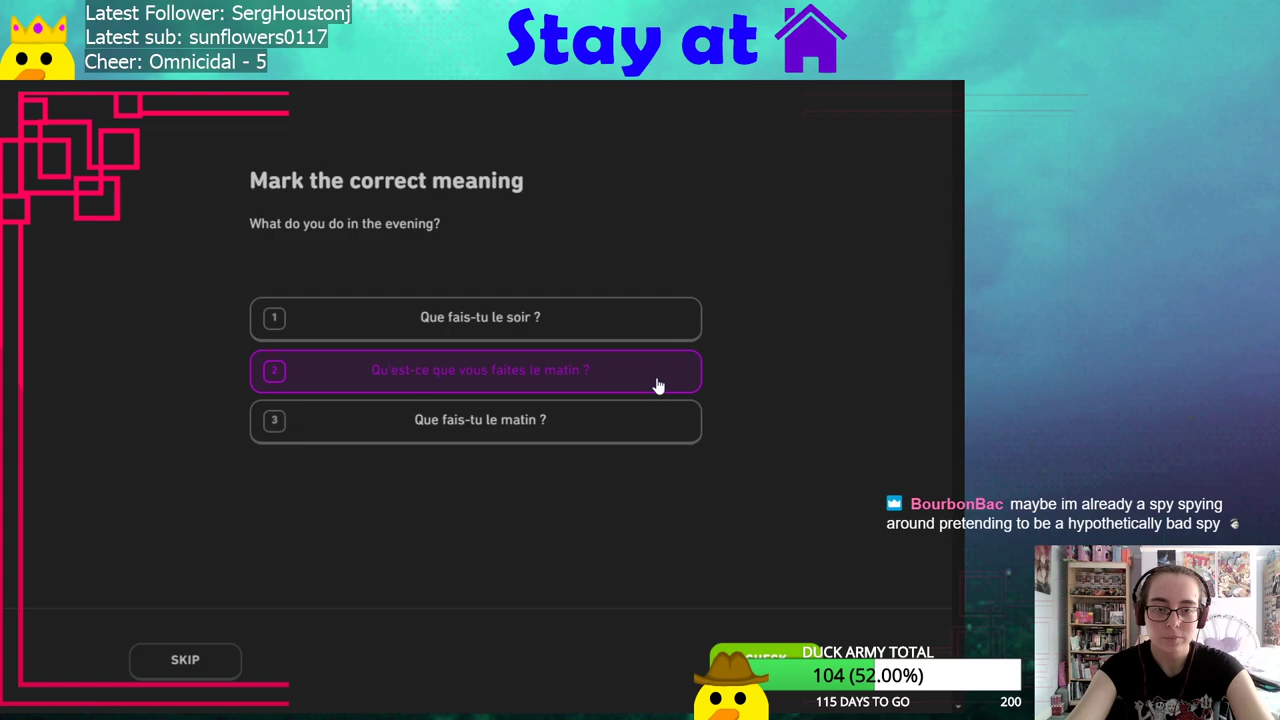 Latest Follower: SergHoustonj
Latest sub: sunflowers0117
Cheer: Omnicidal - 5
Stay at
Mark the correct meaning
What do you do in the evening?
1 Que fais-tu le soir ?
2 Qu'est-ce que vous faites le matin ?
3 Que fais-tu le matin ?
BourbonBac maybe im already a spy spying
around pretending to be a hypothetically bad spy
SKIP
CHECK
DUCK ARMY TOTAL
104 (52.00%)
115 DAYS TO GO
200